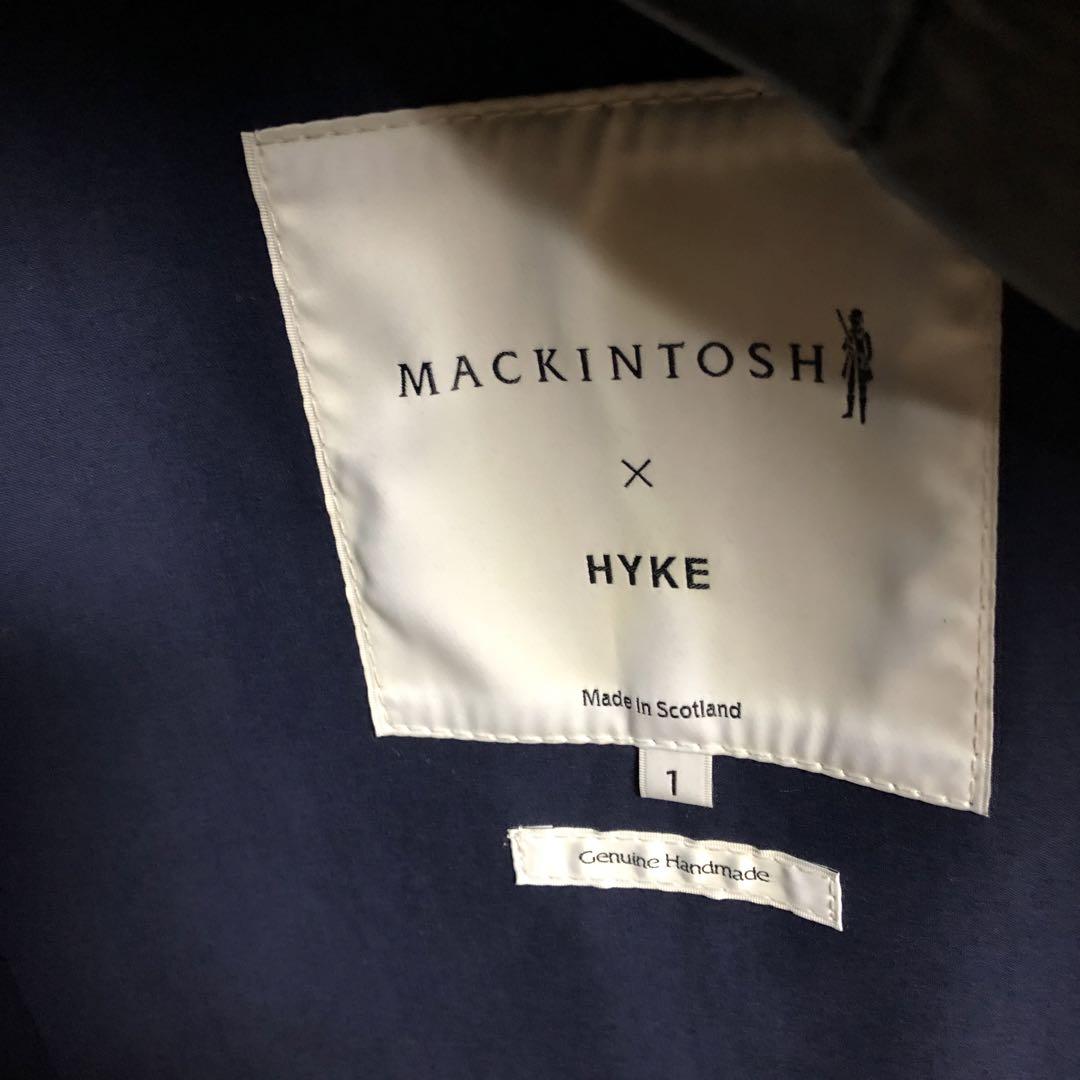 MACKINTOSH
×
HYKE
Made in Scotland
1
Genuine Handmade